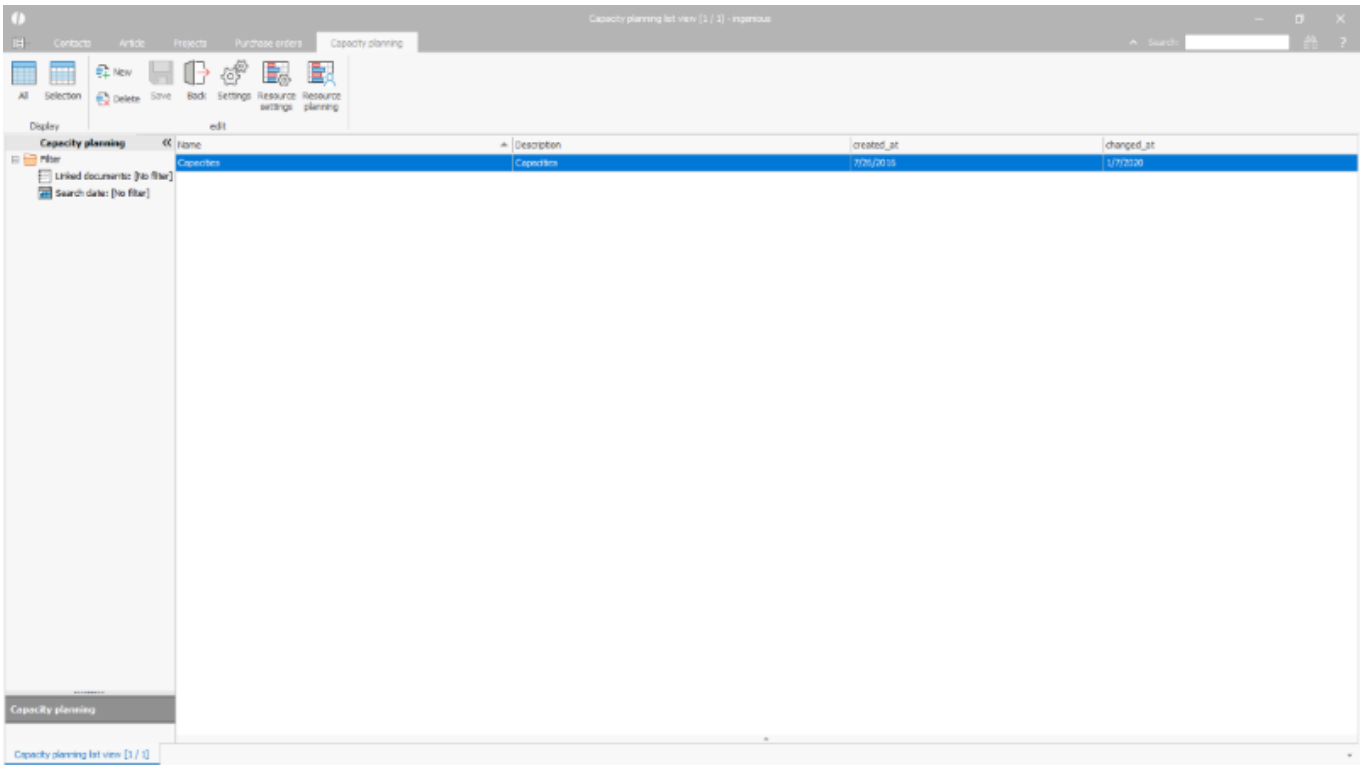 Capacity planning list view [1 / 1] - ingenious
Contacts Article Projects Purchase orders Capacity planning Search: ?
All Selection New Delete Save Back Settings Resource settings Resource planning
Display edit
Capacity planning Name Description created_at changed_at
Filter Capacities Capacities 7/26/2016 1/7/2020
Linked documents: [No filter]
Search date: [No filter]
Capacity planning
Capacity planning list view [1 / 1]